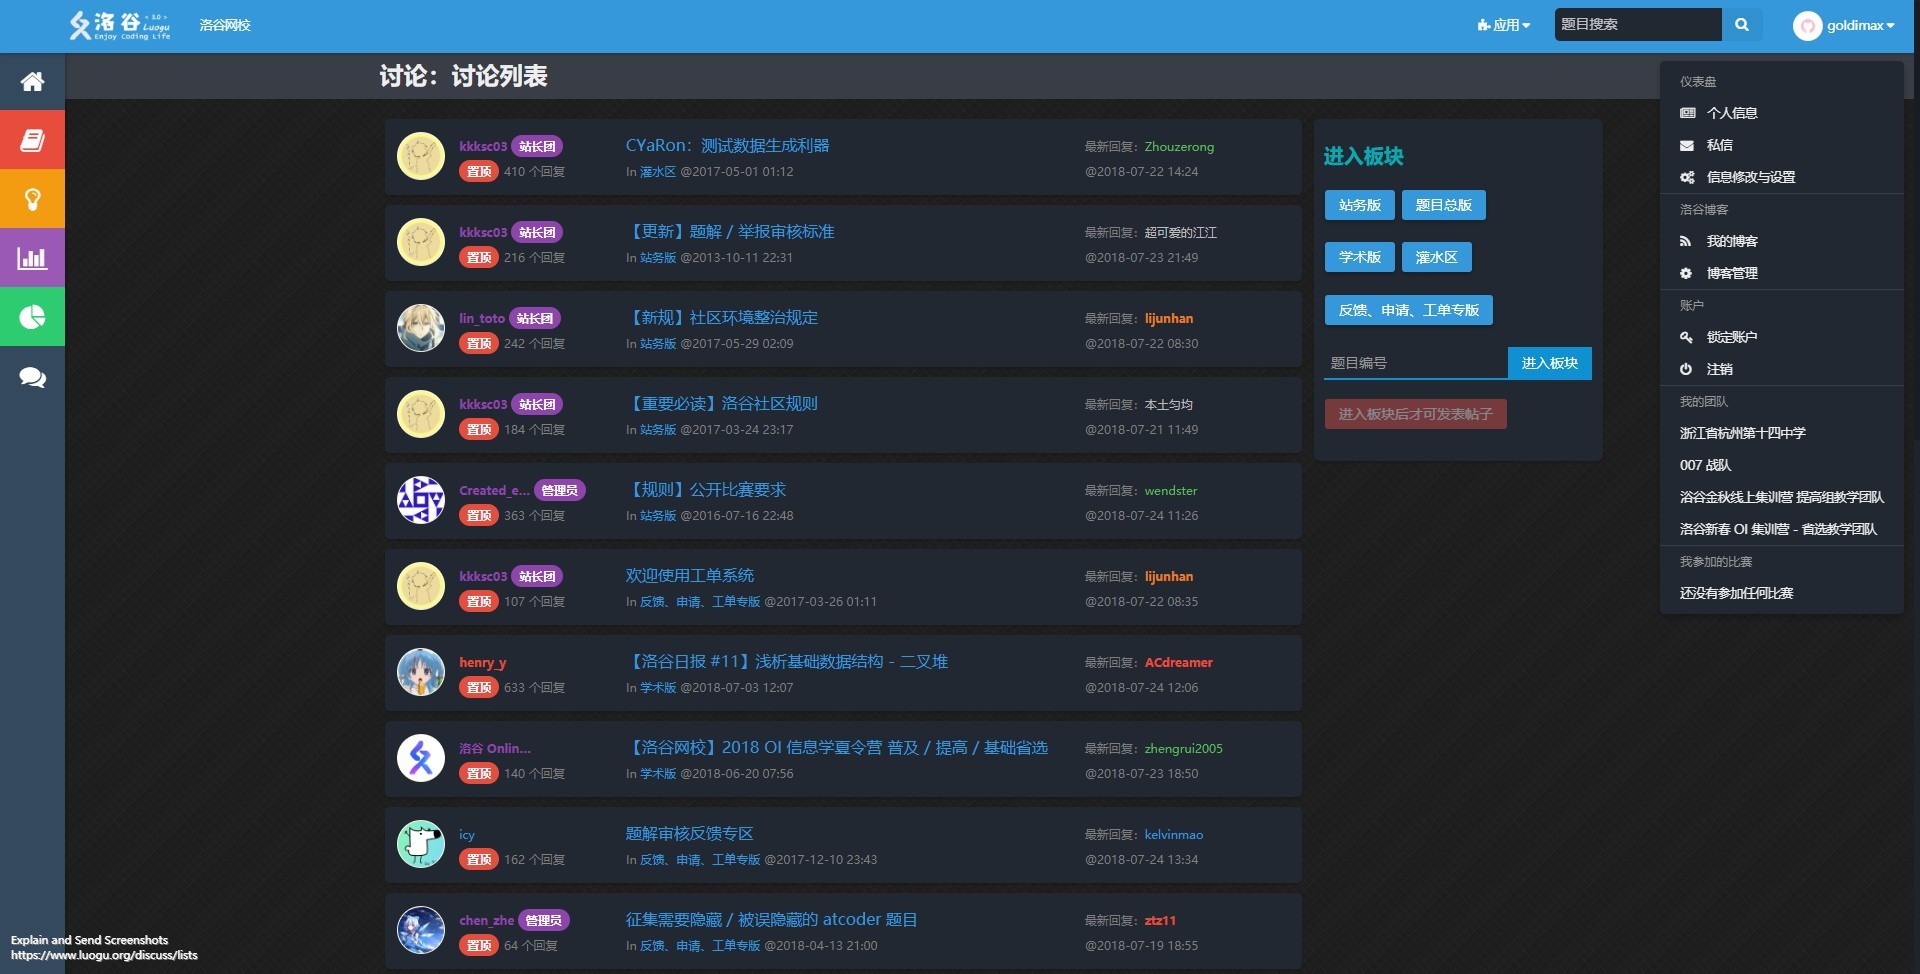 洛谷 < 3.0 > Luogu
Enjoy Coding Life
洛谷网校
应用
题目搜索
goldimax
讨论：讨论列表
kkksc03 站长团
置顶 410 个回复
CYaRon：测试数据生成利器
In 灌水区 @2017-05-01 01:12
最新回复：Zhouzerong
@2018-07-22 14:24
kkksc03 站长团
置顶 216 个回复
【更新】题解 / 举报审核标准
In 站务版 @2013-10-11 22:31
最新回复：超可爱的江江
@2018-07-23 21:49
lin_toto 站长团
置顶 242 个回复
【新规】社区环境整治规定
In 站务版 @2017-05-29 02:09
最新回复：lijunhan
@2018-07-22 08:30
kkksc03 站长团
置顶 184 个回复
【重要必读】洛谷社区规则
In 站务版 @2017-03-24 23:17
最新回复：本土匀均
@2018-07-21 11:49
Created_e... 管理员
置顶 363 个回复
【规则】公开比赛要求
In 站务版 @2016-07-16 22:48
最新回复：wendster
@2018-07-24 11:26
kkksc03 站长团
置顶 107 个回复
欢迎使用工单系统
In 反馈、申请、工单专版 @2017-03-26 01:11
最新回复：lijunhan
@2018-07-22 08:35
henry_y
置顶 633 个回复
【洛谷日报 #11】浅析基础数据结构 - 二叉堆
In 学术版 @2018-07-03 12:07
最新回复：ACdreamer
@2018-07-24 12:06
洛谷 Onlin...
置顶 140 个回复
【洛谷网校】2018 OI 信息学夏令营 普及 / 提高 / 基础省选
In 学术版 @2018-06-20 07:56
最新回复：zhengrui2005
@2018-07-23 18:50
icy
置顶 162 个回复
题解审核反馈专区
In 反馈、申请、工单专版 @2017-12-10 23:43
最新回复：kelvinmao
@2018-07-24 13:34
chen_zhe 管理员
置顶 64 个回复
征集需要隐藏 / 被误隐藏的 atcoder 题目
In 反馈、申请、工单专版 @2018-04-13 21:00
最新回复：ztz11
@2018-07-19 18:55
进入板块
站务版 题目总版
学术版 灌水区
反馈、申请、工单专版
题目编号 进入板块
进入板块后才可发表帖子
仪表盘
个人信息
私信
信息修改与设置
洛谷博客
我的博客
博客管理
账户
锁定账户
注销
我的团队
浙江省杭州第十四中学
007 战队
洛谷金秋线上集训营 提高组教学团队
洛谷新春 OI 集训营 - 省选教学团队
我参加的比赛
还没有参加任何比赛
Explain and Send Screenshots
https://www.luogu.org/discuss/lists